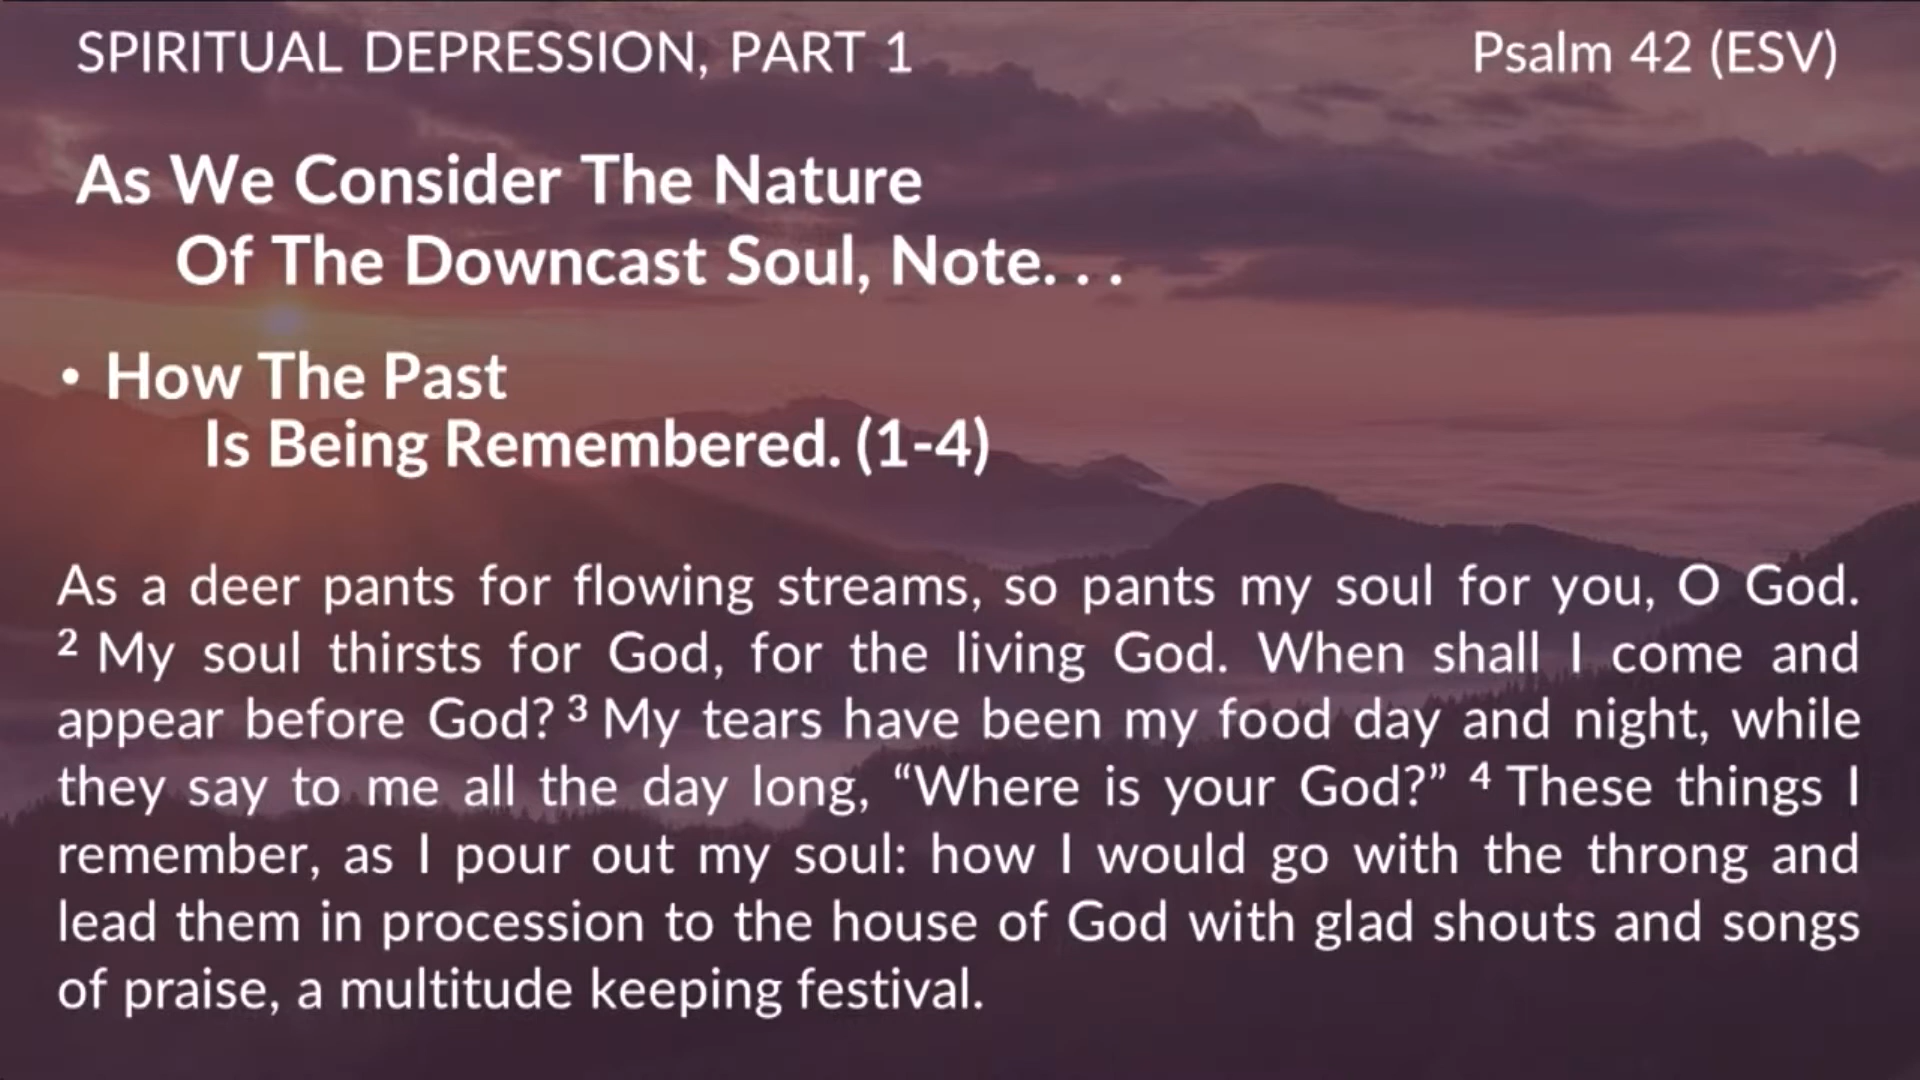 SPIRITUAL DEPRESSION, PART 1 Psalm 42 (ESV)
As We Consider The Nature
Of The Downcast Soul, Note. . .
• How The Past
Is Being Remembered. (1-4)
As a deer pants for flowing streams, so pants my soul for you, O God.
² My soul thirsts for God, for the living God. When shall I come and
appear before God? ³ My tears have been my food day and night, while
they say to me all the day long, “Where is your God?” ⁴ These things I
remember, as I pour out my soul: how I would go with the throng and
lead them in procession to the house of God with glad shouts and songs
of praise, a multitude keeping festival.